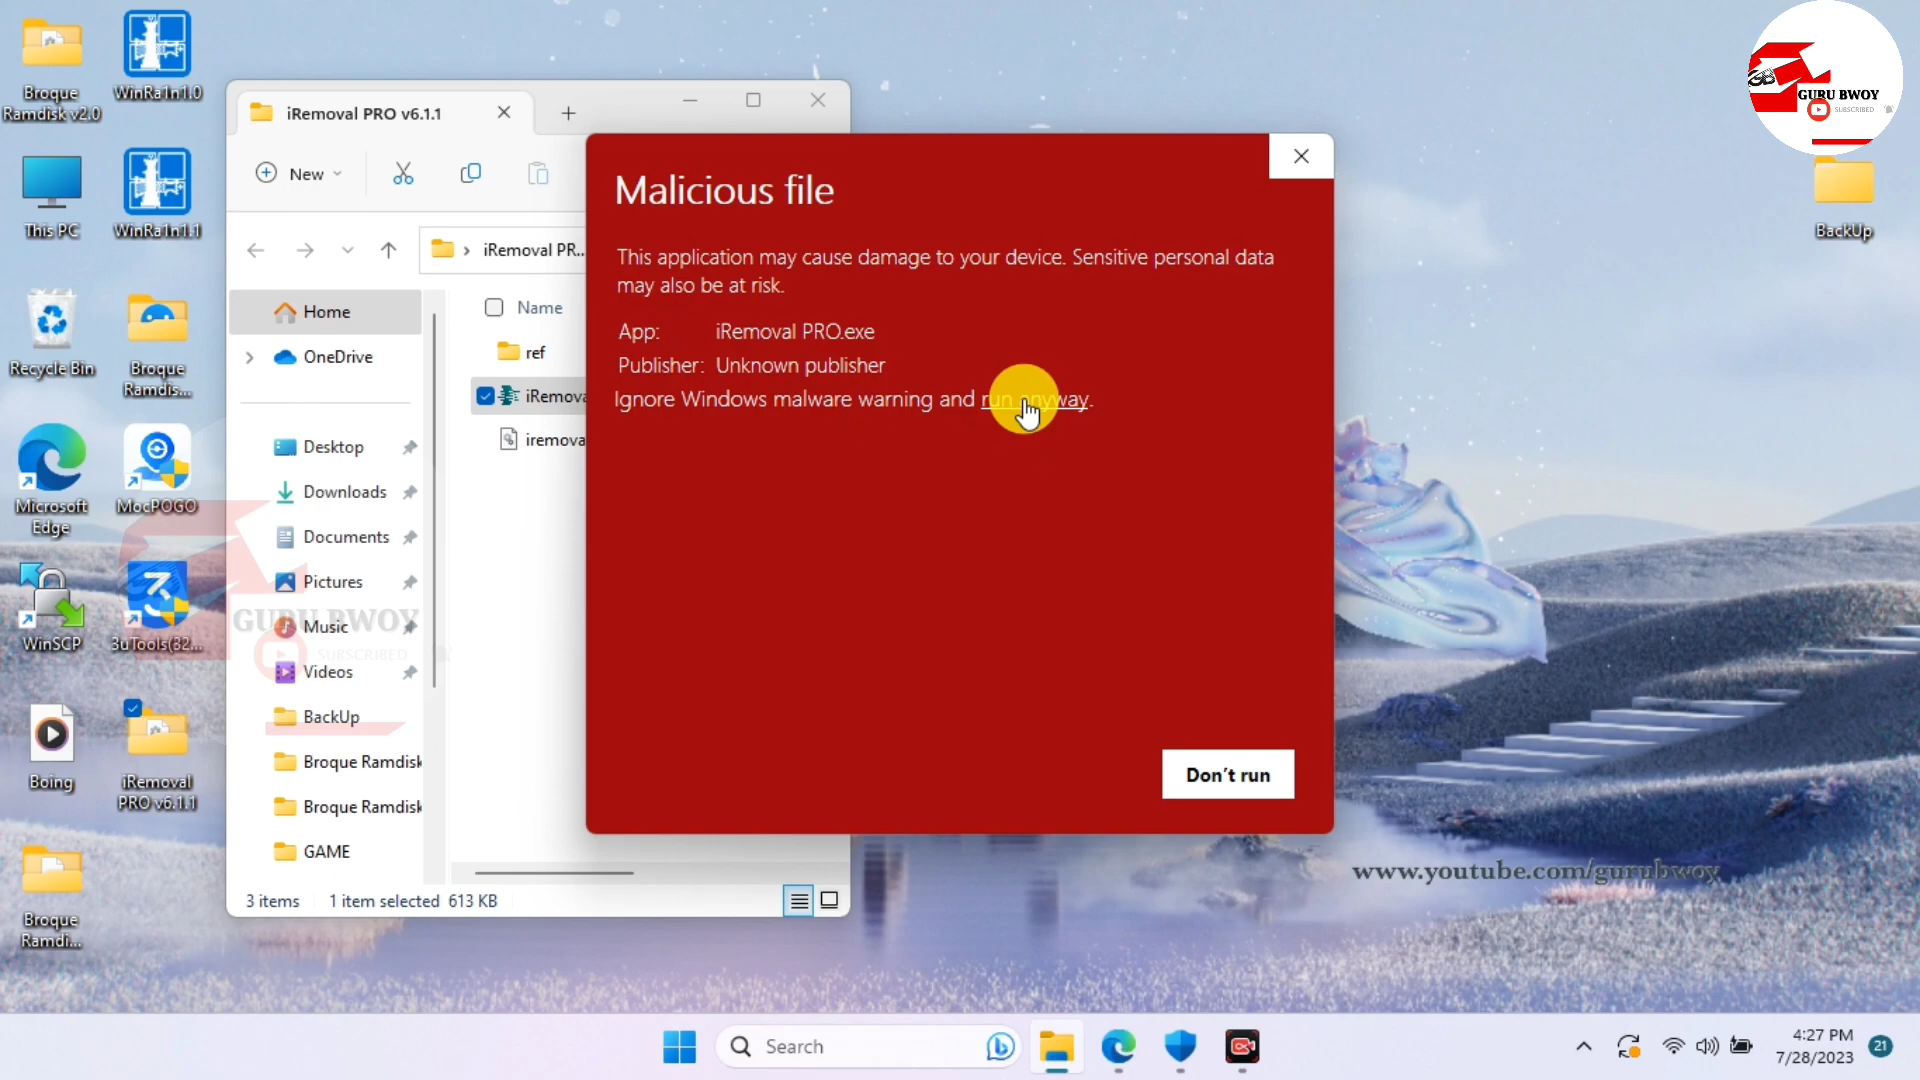 Broque
Ramdisk v2.0
WinRa1n1.0
This PC
WinRa1n1.1
Recycle Bin
Broque
Ramdis...
Microsoft
Edge
MocPOGO
WinSCP
3uTools(32...
Boing
iRemoval
PRO v6.1.1
Broque
Ramdi...
iRemoval PRO v6.1.1
New
iRemoval PR...
Home
OneDrive
Desktop
Downloads
Documents
Pictures
Music
Videos
BackUp
Broque Ramdisk
Broque Ramdisk
GAME
Name
ref
iRemova
iremova
3 items 1 item selected 613 KB
Malicious file
This application may cause damage to your device. Sensitive personal data
may also be at risk.
App: iRemoval PRO.exe
Publisher: Unknown publisher
Ignore Windows malware warning and run anyway.
Don't run
GURU BWOY
SUBSCRIBED
GB
GURU BWOY
SUBSCRIBED
BackUp
www.youtube.com/gurubwoy
Search
4:27 PM
7/28/2023
21